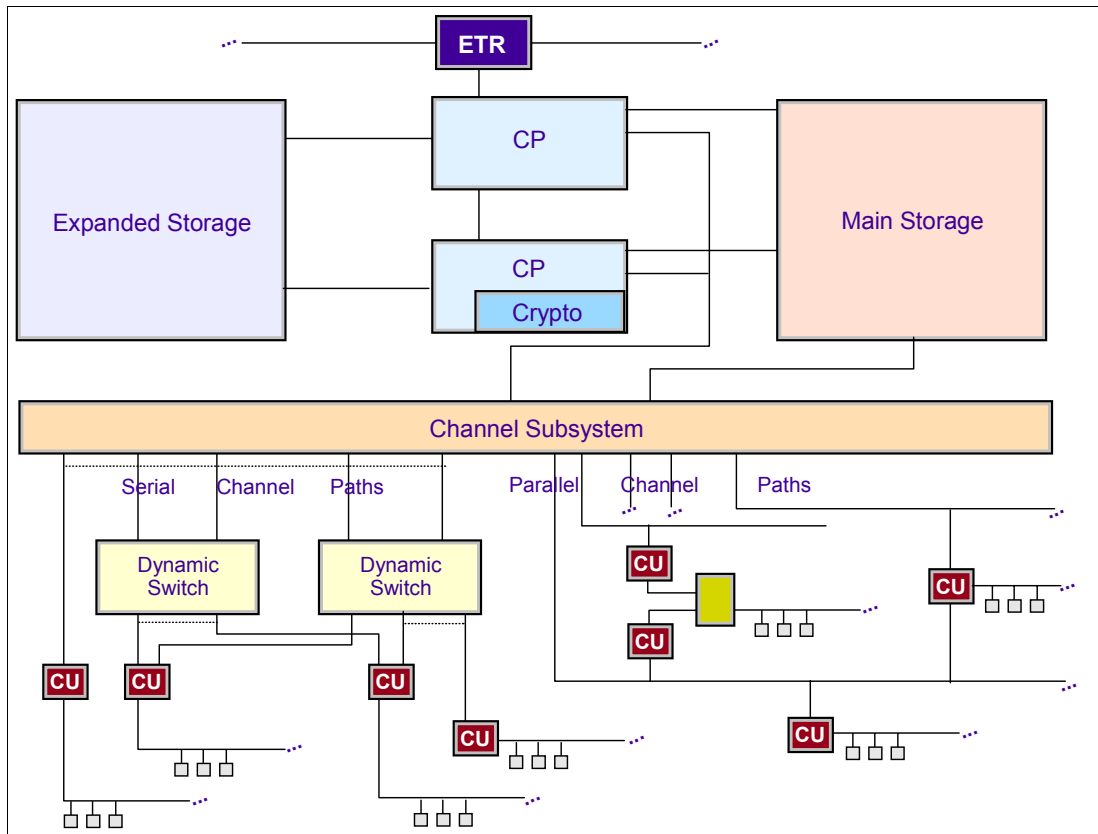 ETR
CP
Expanded Storage
Main Storage
CP
Crypto
Channel Subsystem
Serial Channel Paths
Parallel Channel Paths
Dynamic
Switch
Dynamic
Switch
CU
CU
CU
CU
CU
CU
CU
CU